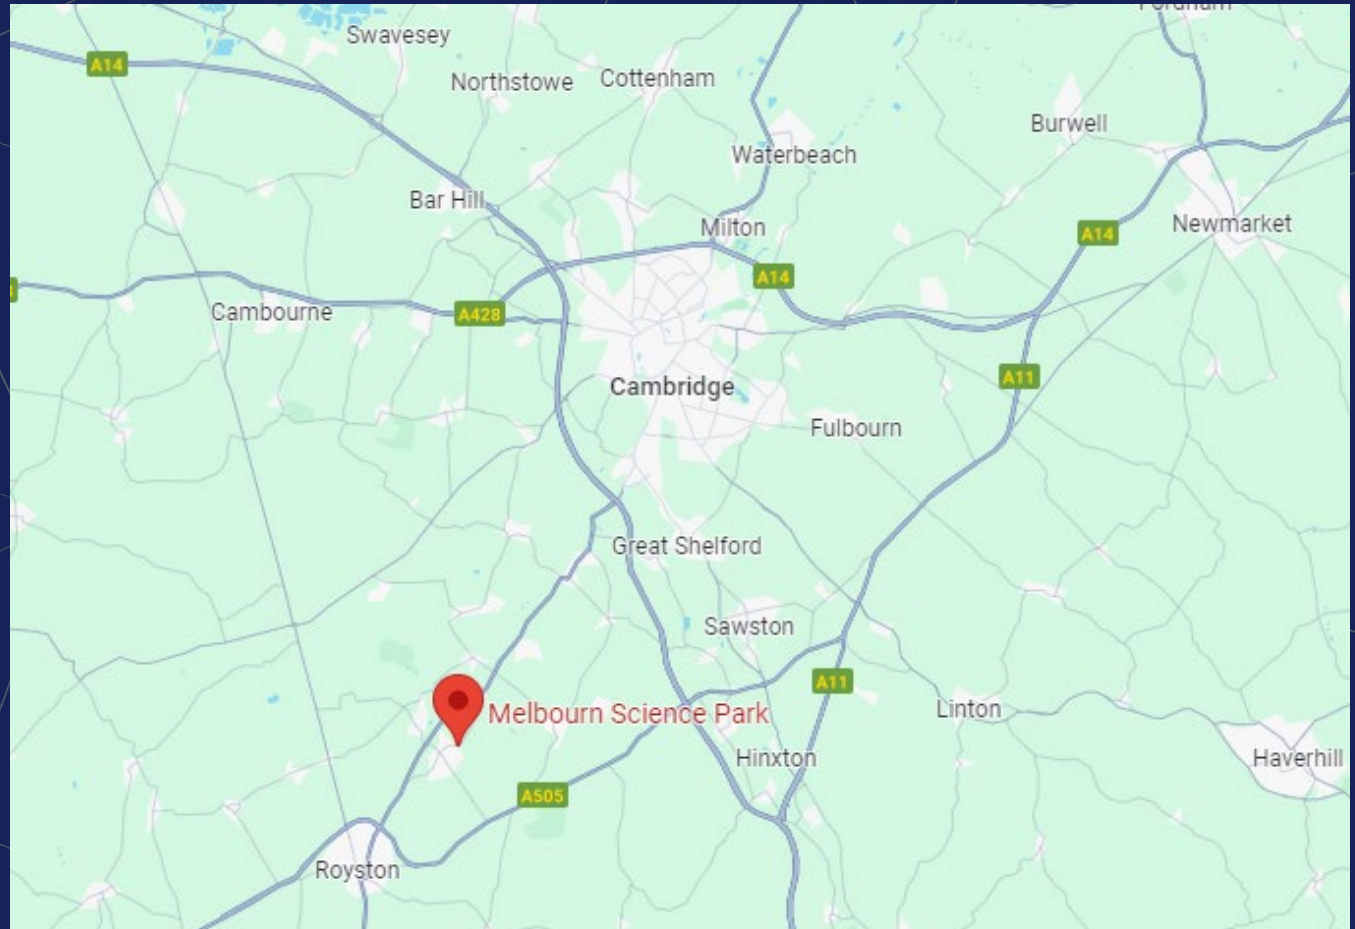 Swavesey
A14
Northstowe
Cottenham
Burwell
Waterbeach
Bar Hill
Milton
Newmarket
A14
A14
Cambourne
A428
A11
Cambridge
Fulbourn
Great Shelford
Sawston
A11
Melbourn Science Park
Linton
Hinxton
Haverhill
A505
Royston